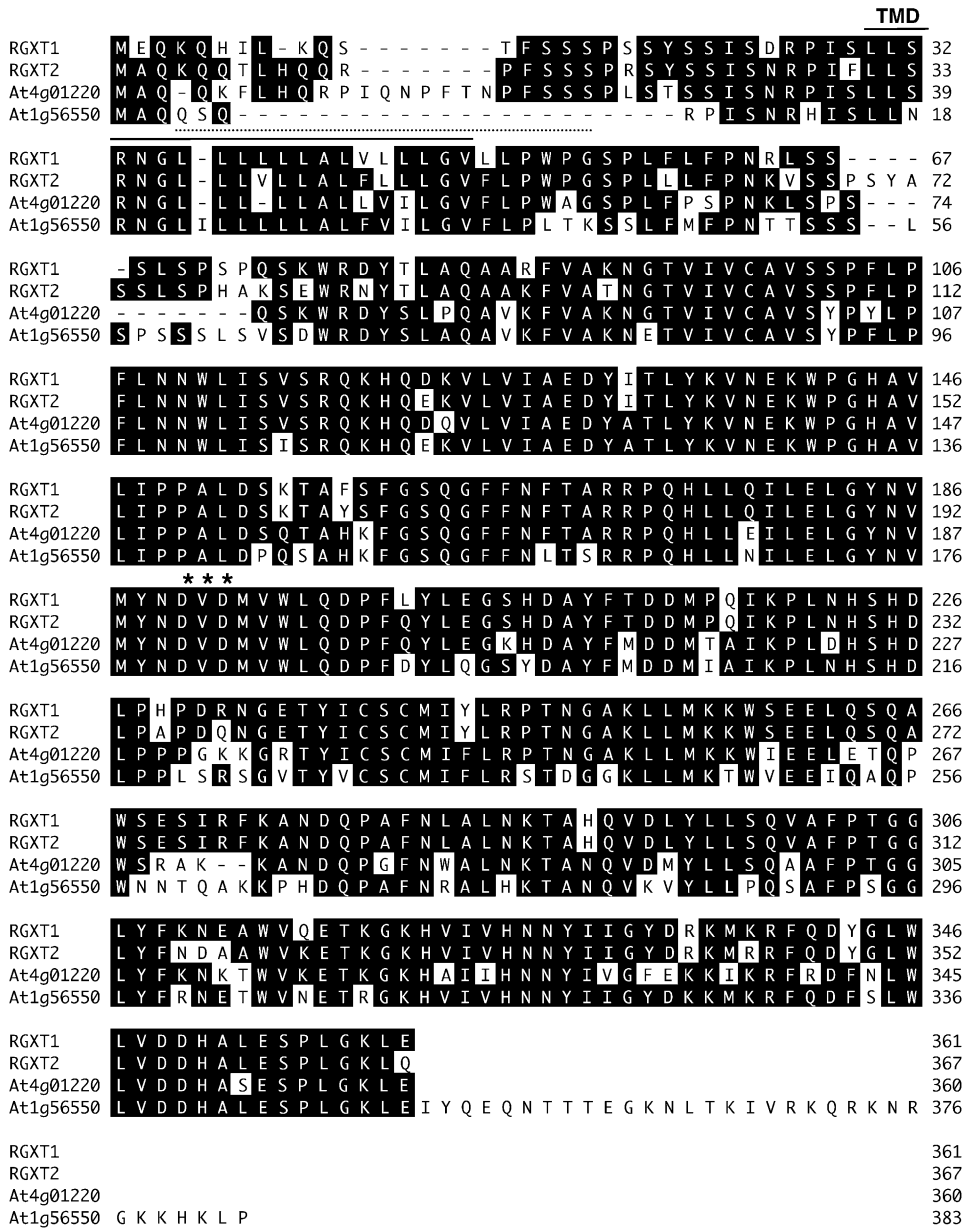 TMD
RGXT1 M E Q K Q H I L - K Q S - - - - - - - T F S S S P S S Y S S I S D R P I S L L S 32
RGXT2 M A Q K Q Q T L H Q Q R - - - - - - - P F S S S P R S Y S S I S N R P I F L L S 33
At4g01220 M A Q - Q K F L H Q R P I Q N P F T N P F S S S P L S T S S I S N R P I S L L S 39
At1g56550 M A Q Q S Q - - - - - - - - - - - - - - - - - - - - - - R P I S N R H I S L L N 18
RGXT1 R N G L - L L L L L A L V L L L G V L L P W P G S P L F L F P N R L S S - - - - 67
RGXT2 R N G L - L L V L L A L F L L L G V F L P W P G S P L L L F P N K V S S P S Y A 72
At4g01220 R N G L - L L - L L A L L V I L G V F L P W A G S P L F P S P N K L S P S - - - 74
At1g56550 R N G L I L L L L L A L F V I L G V F L P L T K S S L F M F P N T T S S S - - L 56
RGXT1 - S L S P S P Q S K W R D Y T L A Q A A R F V A K N G T V I V C A V S S P F L P 106
RGXT2 S S L S P H A K S E W R N Y T L A Q A A K F V A T N G T V I V C A V S S P F L P 112
At4g01220 - - - - - - - Q S K W R D Y S L P Q A V K F V A K N G T V I V C A V S Y P Y L P 107
At1g56550 S P S S S L S V S D W R D Y S L A Q A V K F V A K N E T V I V C A V S Y P F L P 96
RGXT1 F L N N W L I S V S R Q K H Q D K V L V I A E D Y I T L Y K V N E K W P G H A V 146
RGXT2 F L N N W L I S V S R Q K H Q E K V L V I A E D Y I T L Y K V N E K W P G H A V 152
At4g01220 F L N N W L I S V S R Q K H Q D Q V L V I A E D Y A T L Y K V N E K W P G H A V 147
At1g56550 F L N N W L I S I S R Q K H Q E K V L V I A E D Y A T L Y K V N E K W P G H A V 136
RGXT1 L I P P A L D S K T A F S F G S Q G F F N F T A R R P Q H L L Q I L E L G Y N V 186
RGXT2 L I P P A L D S K T A Y S F G S Q G F F N F T A R R P Q H L L Q I L E L G Y N V 192
At4g01220 L I P P A L D S Q T A H K F G S Q G F F N F T A R R P Q H L L E I L E L G Y N V 187
At1g56550 L I P P A L D P Q S A H K F G S Q G F F N L T S R R P Q H L L N I L E L G Y N V 176
* * *
RGXT1 M Y N D V D M V W L Q D P F L Y L E G S H D A Y F T D D M P Q I K P L N H S H D 226
RGXT2 M Y N D V D M V W L Q D P F Q Y L E G S H D A Y F T D D M P Q I K P L N H S H D 232
At4g01220 M Y N D V D M V W L Q D P F Q Y L E G K H D A Y F M D D M T A I K P L D H S H D 227
At1g56550 M Y N D V D M V W L Q D P F D Y L Q G S Y D A Y F M D D M I A I K P L N H S H D 216
RGXT1 L P H P D R N G E T Y I C S C M I Y L R P T N G A K L L M K K W S E E L Q S Q A 266
RGXT2 L P A P D Q N G E T Y I C S C M I Y L R P T N G A K L L M K K W S E E L Q S Q A 272
At4g01220 L P P P G K K G R T Y I C S C M I F L R P T N G A K L L M K K W I E E L E T Q P 267
At1g56550 L P P L S R S G V T Y V C S C M I F L R S T D G G K L L M K T W V E E I Q A Q P 256
RGXT1 W S E S I R F K A N D Q P A F N L A L N K T A H Q V D L Y L L S Q V A F P T G G 306
RGXT2 W S E S I R F K A N D Q P A F N L A L N K T A H Q V D L Y L L S Q V A F P T G G 312
At4g01220 W S R A K - - K A N D Q P G F N W A L N K T A N Q V D M Y L L S Q A A F P T G G 305
At1g56550 W N N T Q A K K P H D Q P A F N R A L H K T A N Q V K V Y L L P Q S A F P S G G 296
RGXT1 L Y F K N E A W V Q E T K G K H V I V H N N Y I I G Y D R K M K R F Q D Y G L W 346
RGXT2 L Y F N D A A W V K E T K G K H V I V H N N Y I I G Y D R K M R R F Q D Y G L W 352
At4g01220 L Y F K N K T W V K E T K G K H A I I H N N Y I V G F E K K I K R F R D F N L W 345
At1g56550 L Y F R N E T W V N E T R G K H V I V H N N Y I I G Y D K K M K R F Q D F S L W 336
RGXT1 L V D D H A L E S P L G K L E 361
RGXT2 L V D D H A L E S P L G K L Q 367
At4g01220 L V D D H A S E S P L G K L E 360
At1g56550 L V D D H A L E S P L G K L E I Y Q E Q N T T T E G K N L T K I V R K Q R K N R 376
RGXT1 361
RGXT2 367
At4g01220 360
At1g56550 G K K H K L P 383